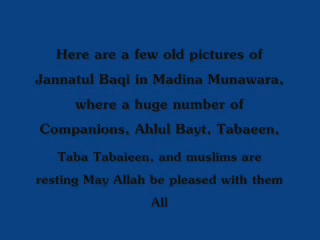 Here are a few old pictures of
Jannatul Baqi in Madina Munawara,
where a huge number of
Companions, Ahlul Bayt, Tabaeen,
Taba Tabaieen, and muslims are
resting May Allah be pleased with them
All